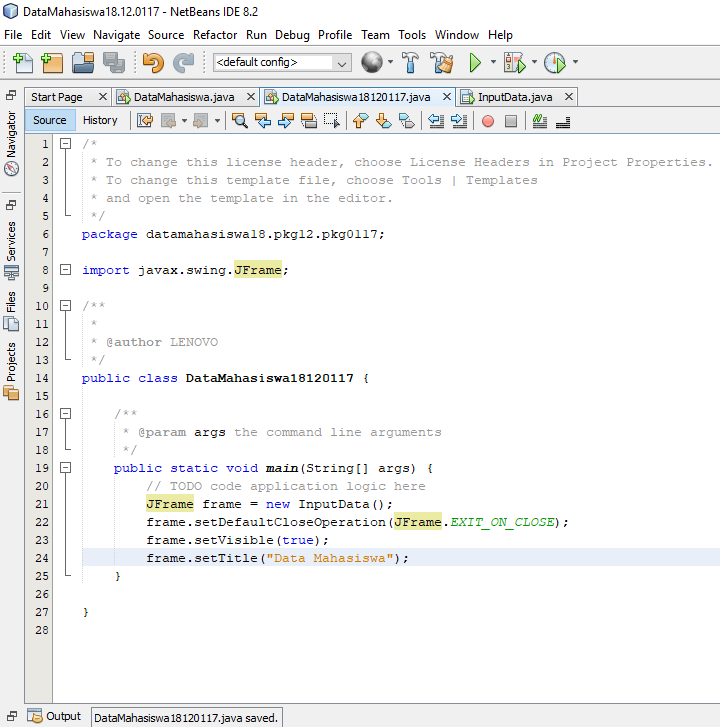 DataMahasiswa18.12.0117 - NetBeans IDE 8.2
File Edit View Navigate Source Refactor Run Debug Profile Team Tools Window Help
<default config>
Start Page DataMahasiswa.java DataMahasiswa18120117.java InputData.java
Source History
Navigator
Services
Files
Projects
1 /*
2 * To change this license header, choose License Headers in Project Properties.
3 * To change this template file, choose Tools | Templates
4 * and open the template in the editor.
5 */
6 package datamahasiswa18.pkg12.pkg0117;
7
8 import javax.swing.JFrame;
9
10 /**
11 *
12 * @author LENOVO
13 */
14 public class DataMahasiswa18120117 {
15
16 /**
17 * @param args the command line arguments
18 */
19 public static void main(String[] args) {
20 // TODO code application logic here
21 JFrame frame = new InputData();
22 frame.setDefaultCloseOperation(JFrame.EXIT_ON_CLOSE);
23 frame.setVisible(true);
24 frame.setTitle("Data Mahasiswa");
25 }
26
27 }
28
Output DataMahasiswa18120117.java saved.